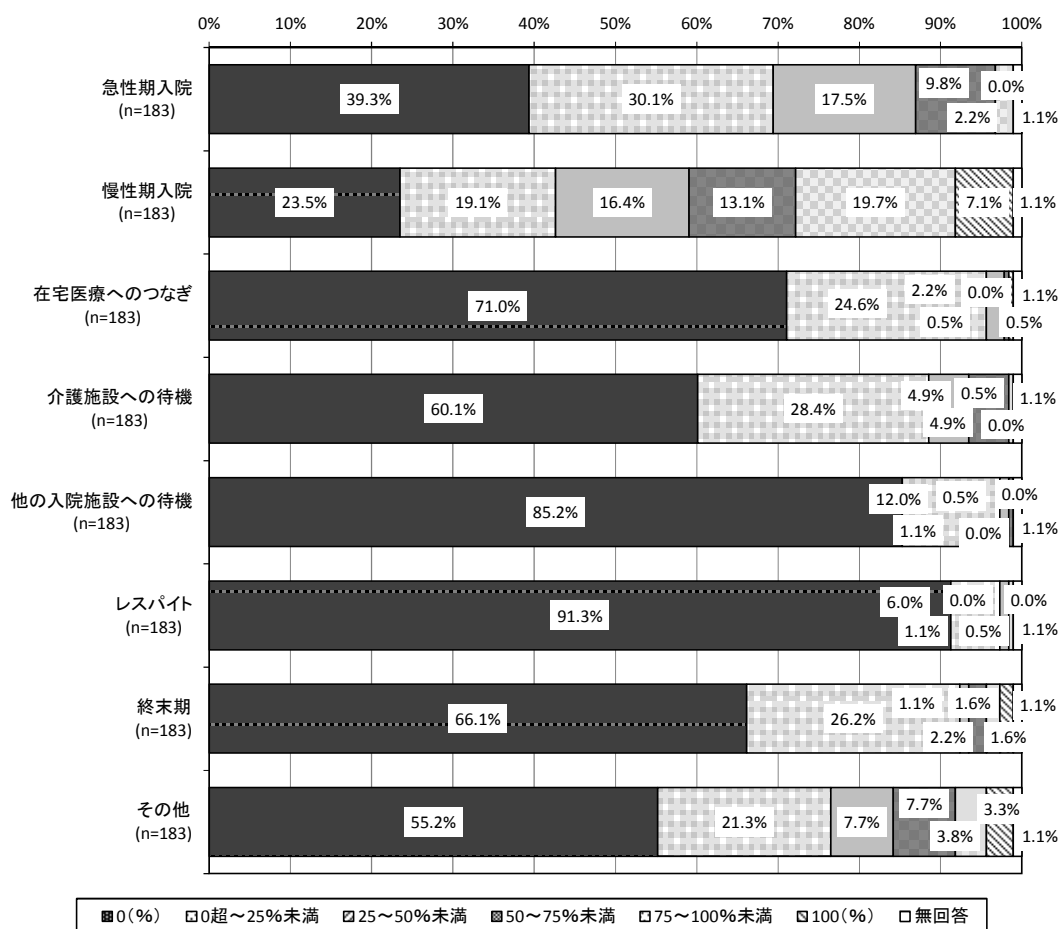 0% 10% 20% 30% 40% 50% 60% 70% 80% 90% 100%
急性期入院
(n=183)
39.3% 30.1% 17.5% 9.8% 2.2% 0.0% 1.1%
慢性期入院
(n=183)
23.5% 19.1% 16.4% 13.1% 19.7% 7.1% 1.1%
在宅医療へのつなぎ
(n=183)
71.0% 24.6% 2.2% 0.5% 0.0% 0.5% 1.1%
介護施設への待機
(n=183)
60.1% 28.4% 4.9% 4.9% 0.5% 0.0% 1.1%
他の入院施設への待機
(n=183)
85.2% 12.0% 1.1% 0.5% 0.0% 0.0% 1.1%
レスパイト
(n=183)
91.3% 6.0% 1.1% 0.0% 0.5% 0.0% 1.1%
終末期
(n=183)
66.1% 26.2% 1.1% 2.2% 1.6% 1.6% 1.1%
その他
(n=183)
55.2% 21.3% 7.7% 7.7% 3.8% 3.3% 1.1%
0(%) 0超～25%未満 25～50%未満 50～75%未満 75～100%未満 100(%) 無回答